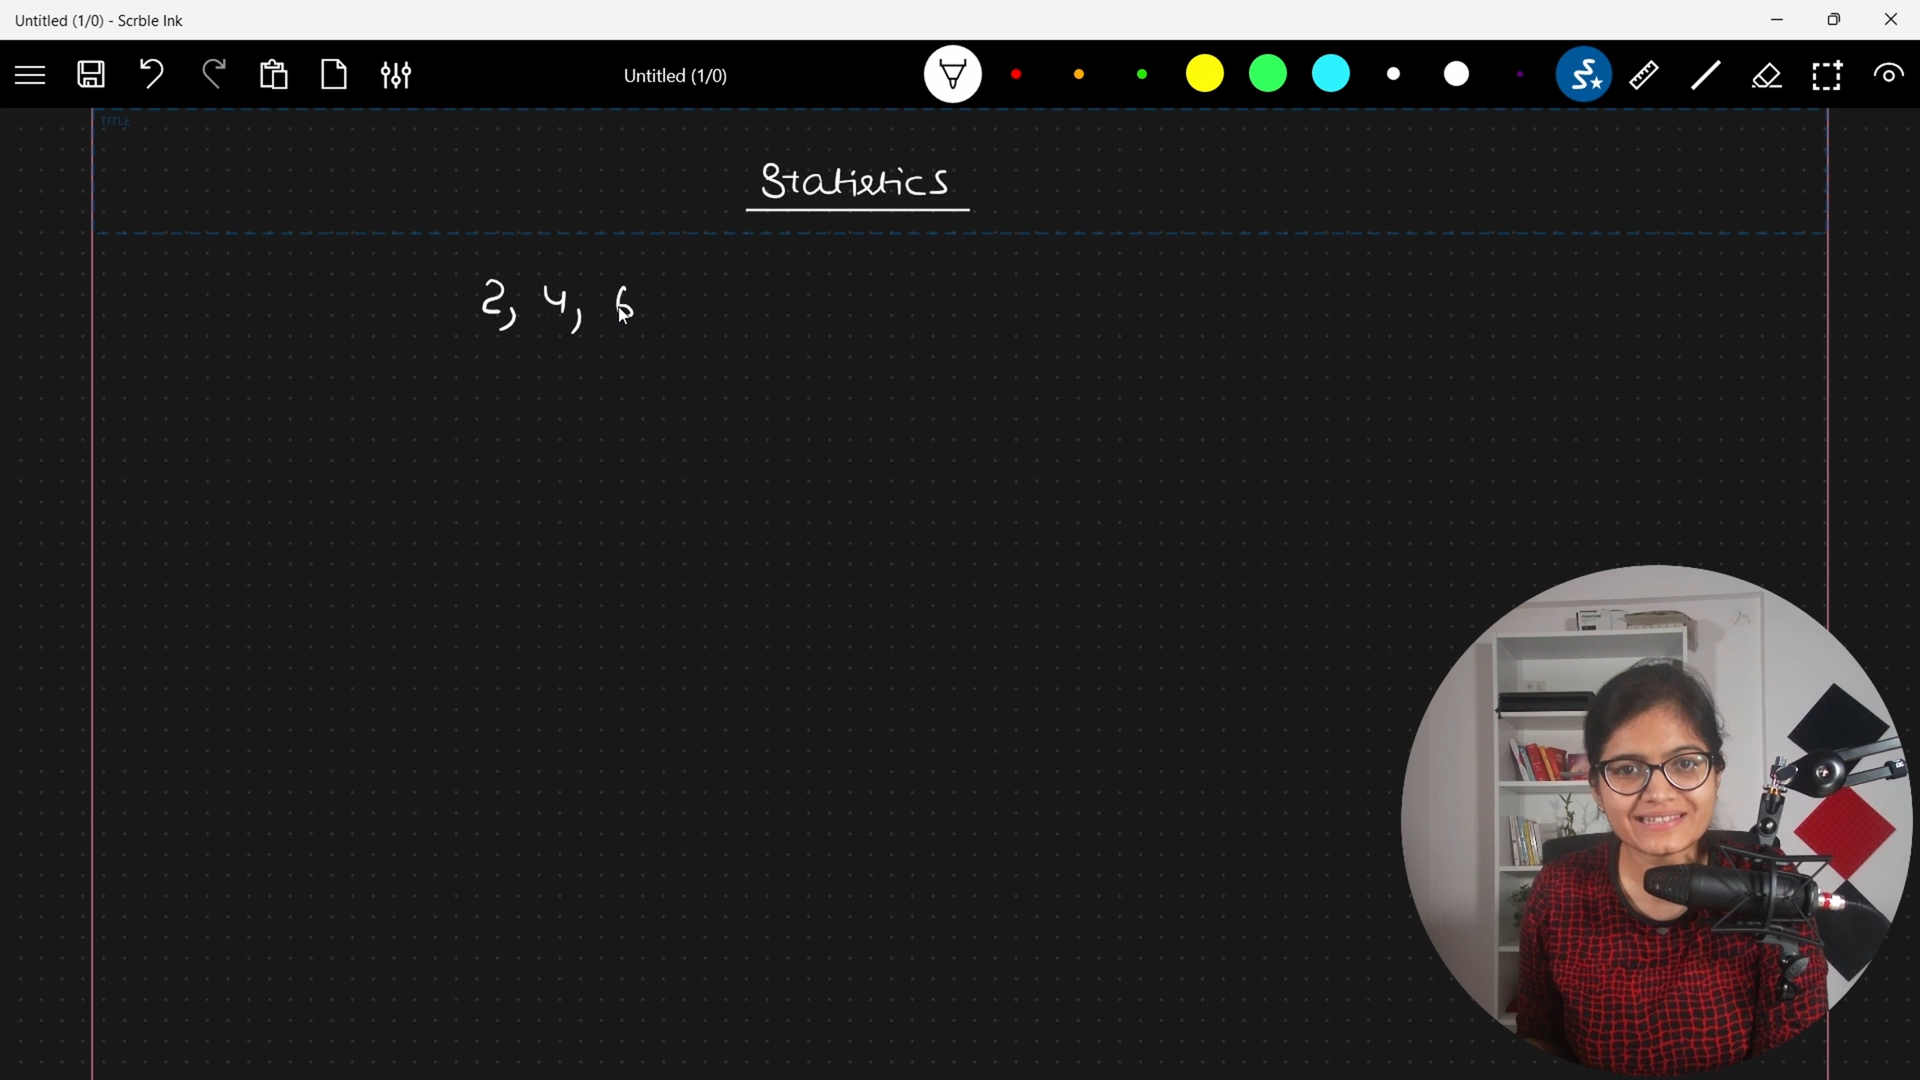 Untitled (1/0) - Scrble Ink
Untitled (1/0)
TITLE
Statistics
2, 4, 6